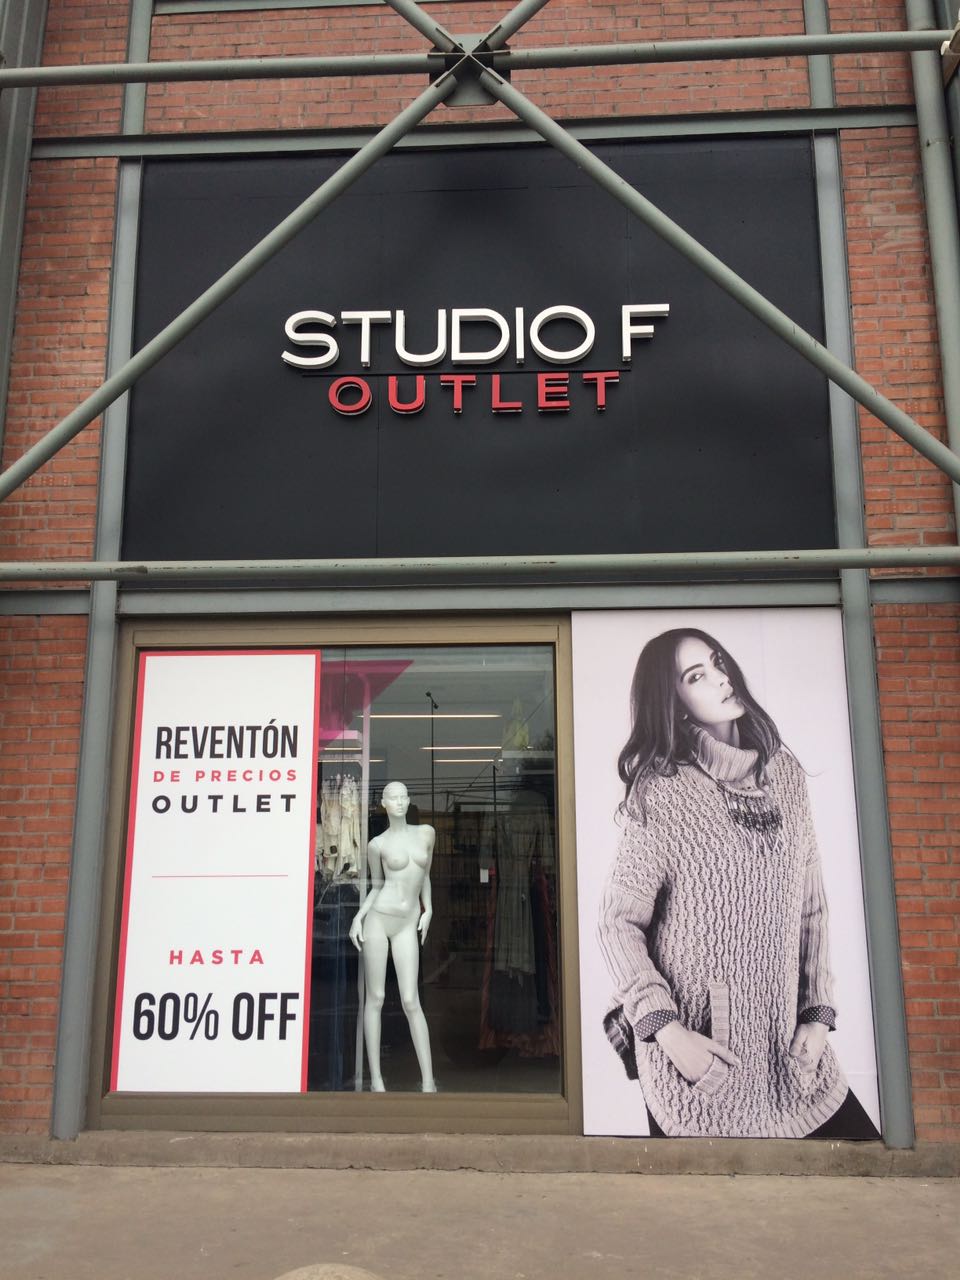 STUDIO F
OUTLET
REVENTÓN
DE PRECIOS
OUTLET
HASTA
60% OFF